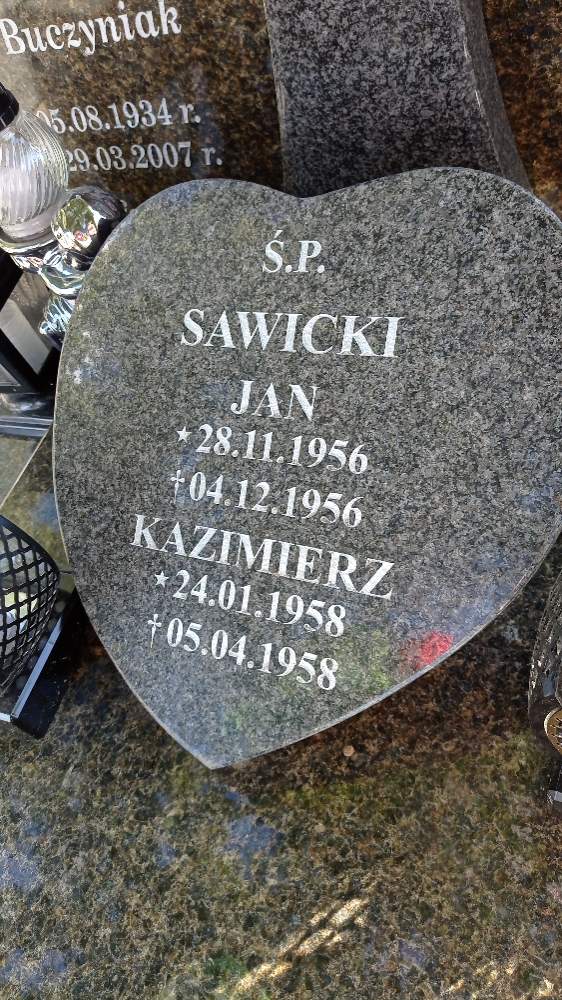 Buczyniak
05.08.1934 r.
29.03.2007 r.
Ś.P.
SAWICKI
JAN
★28.11.1956
†04.12.1956
KAZIMIERZ
★24.01.1958
†05.04.1958